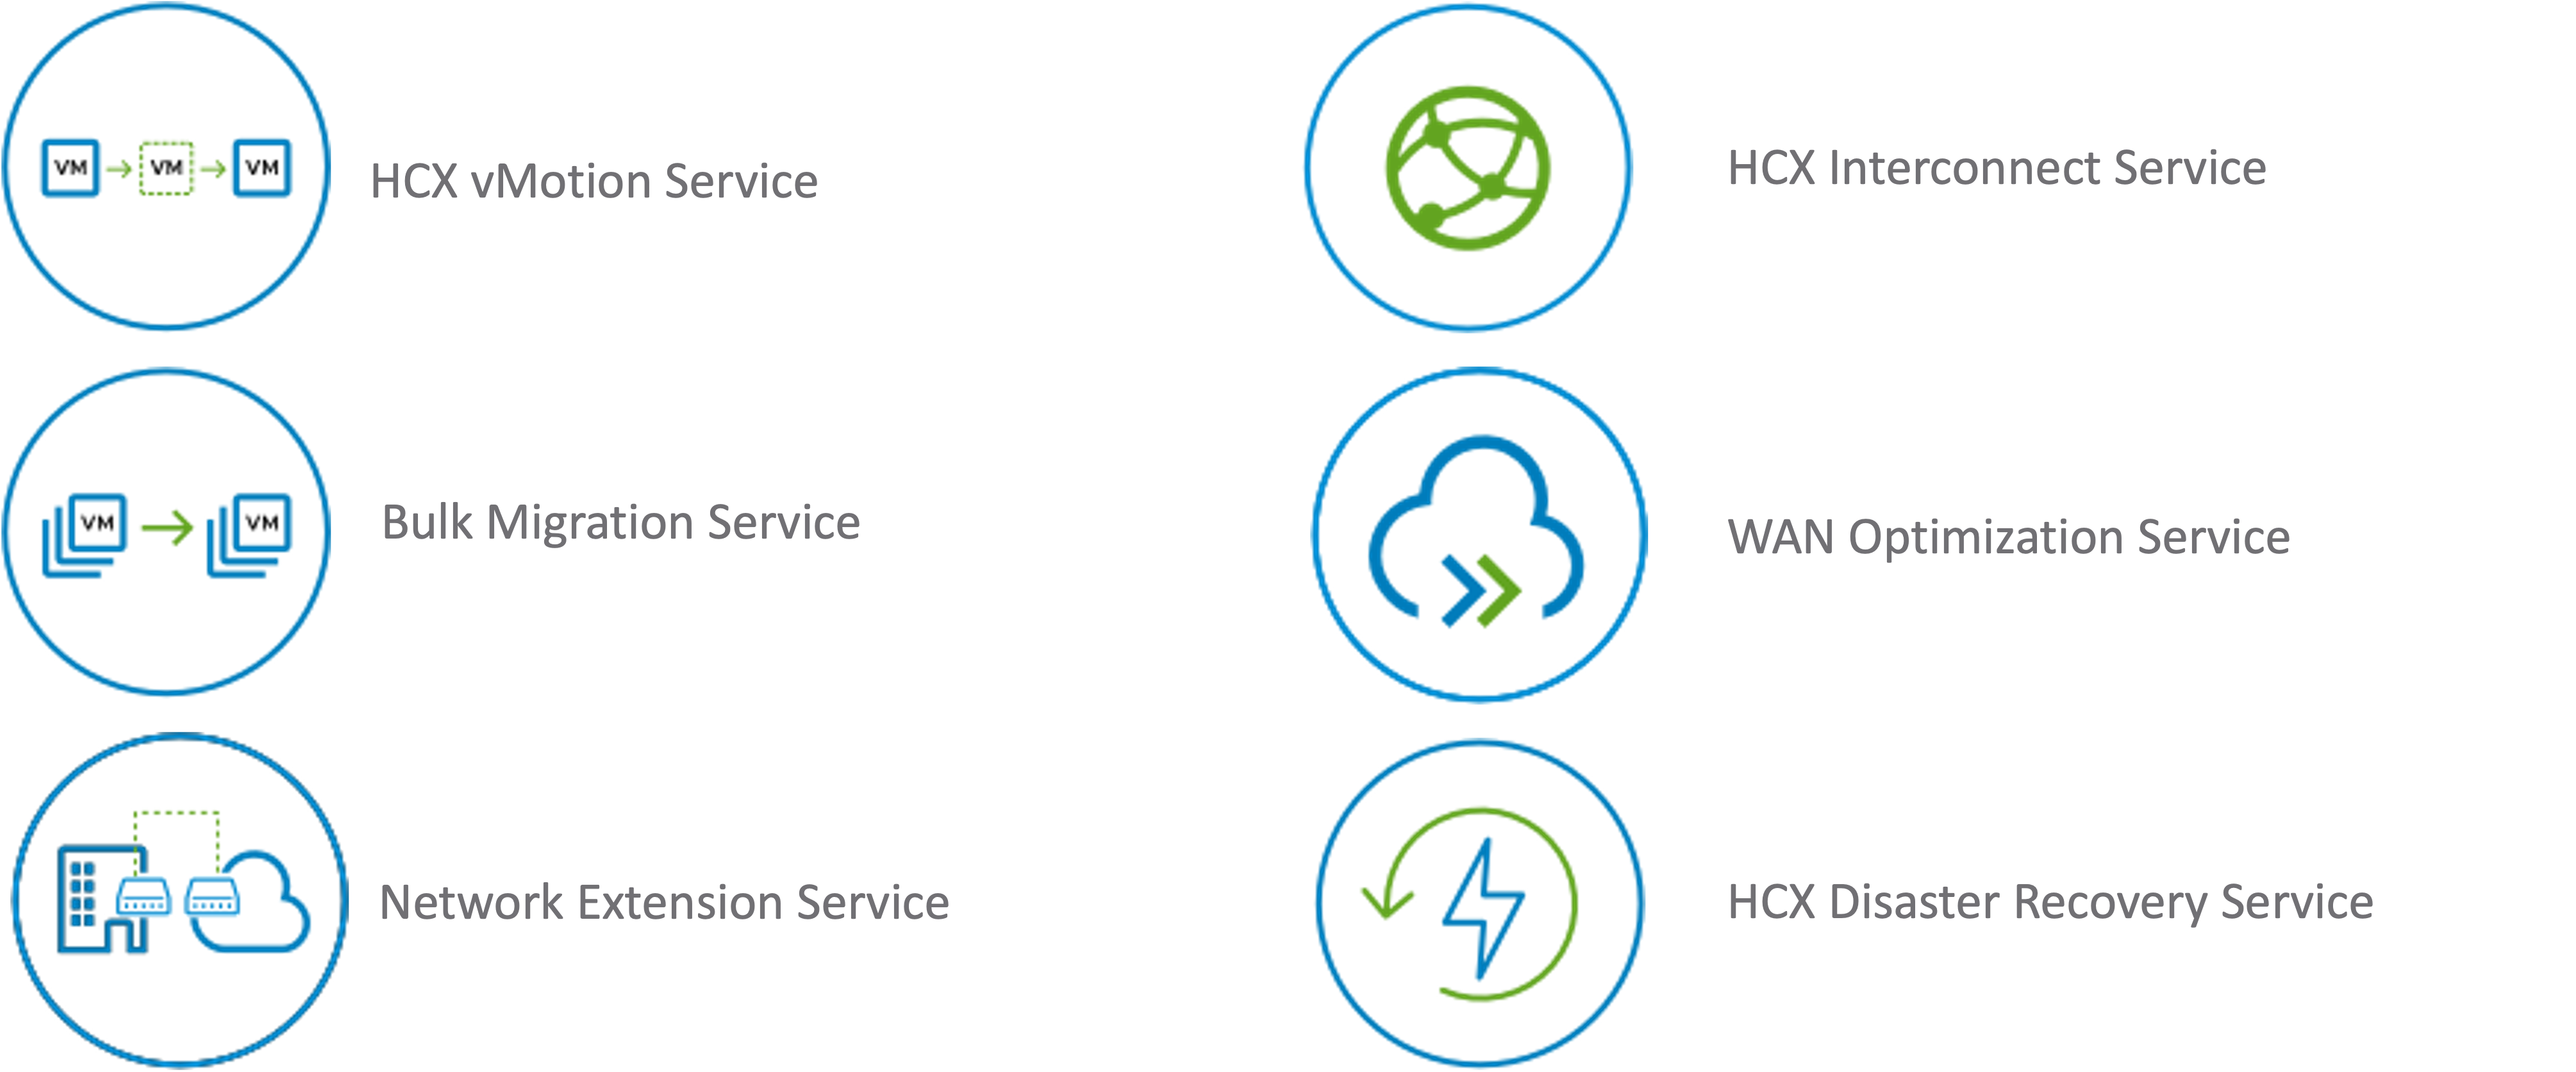 VM VM VM
HCX vMotion Service
HCX Interconnect Service
VM VM
Bulk Migration Service
WAN Optimization Service
Network Extension Service
HCX Disaster Recovery Service